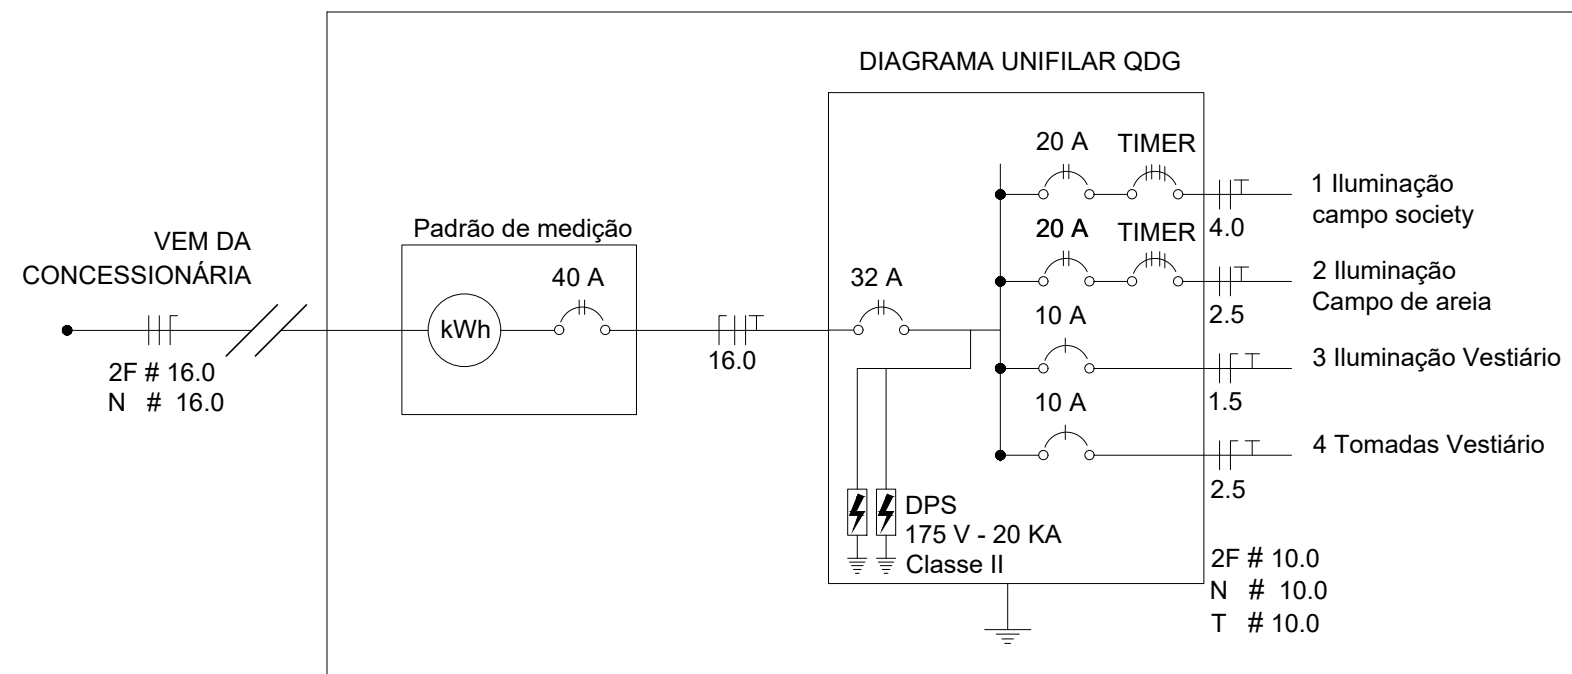 DIAGRAMA UNIFILAR QDG
VEM DA
CONCESSIONÁRIA
2F # 16.0
N # 16.0
Padrão de medição
kWh
40 A
16.0
32 A
DPS
175 V - 20 KA
Classe II
20 A TIMER
4.0
1 Iluminação
campo society
20 A TIMER
2.5
2 Iluminação
Campo de areia
10 A
1.5
3 Iluminação Vestiário
10 A
2.5
4 Tomadas Vestiário
2F # 10.0
N # 10.0
T # 10.0